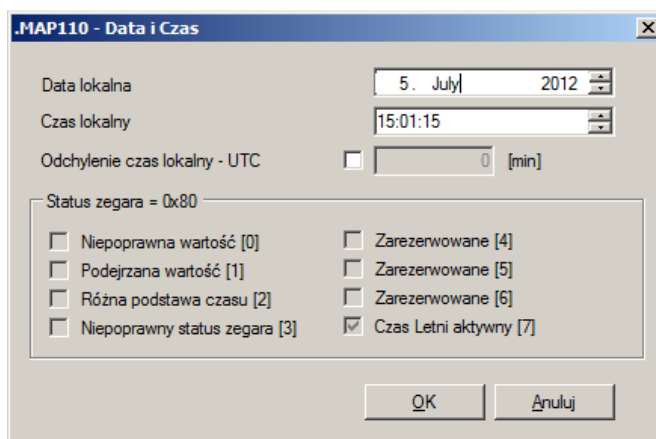 .MAP110 - Data i Czas
Data lokalna 5. July 2012
Czas lokalny 15:01:15
Odchylenie czas lokalny - UTC 0 [min]
Status zegara = 0x80
Niepoprawna wartość [0] Zarezerwowane [4]
Podejrzana wartość [1] Zarezerwowane [5]
Różna podstawa czasu [2] Zarezerwowane [6]
Niepoprawny status zegara [3] Czas Letni aktywny [7]
OK Anuluj